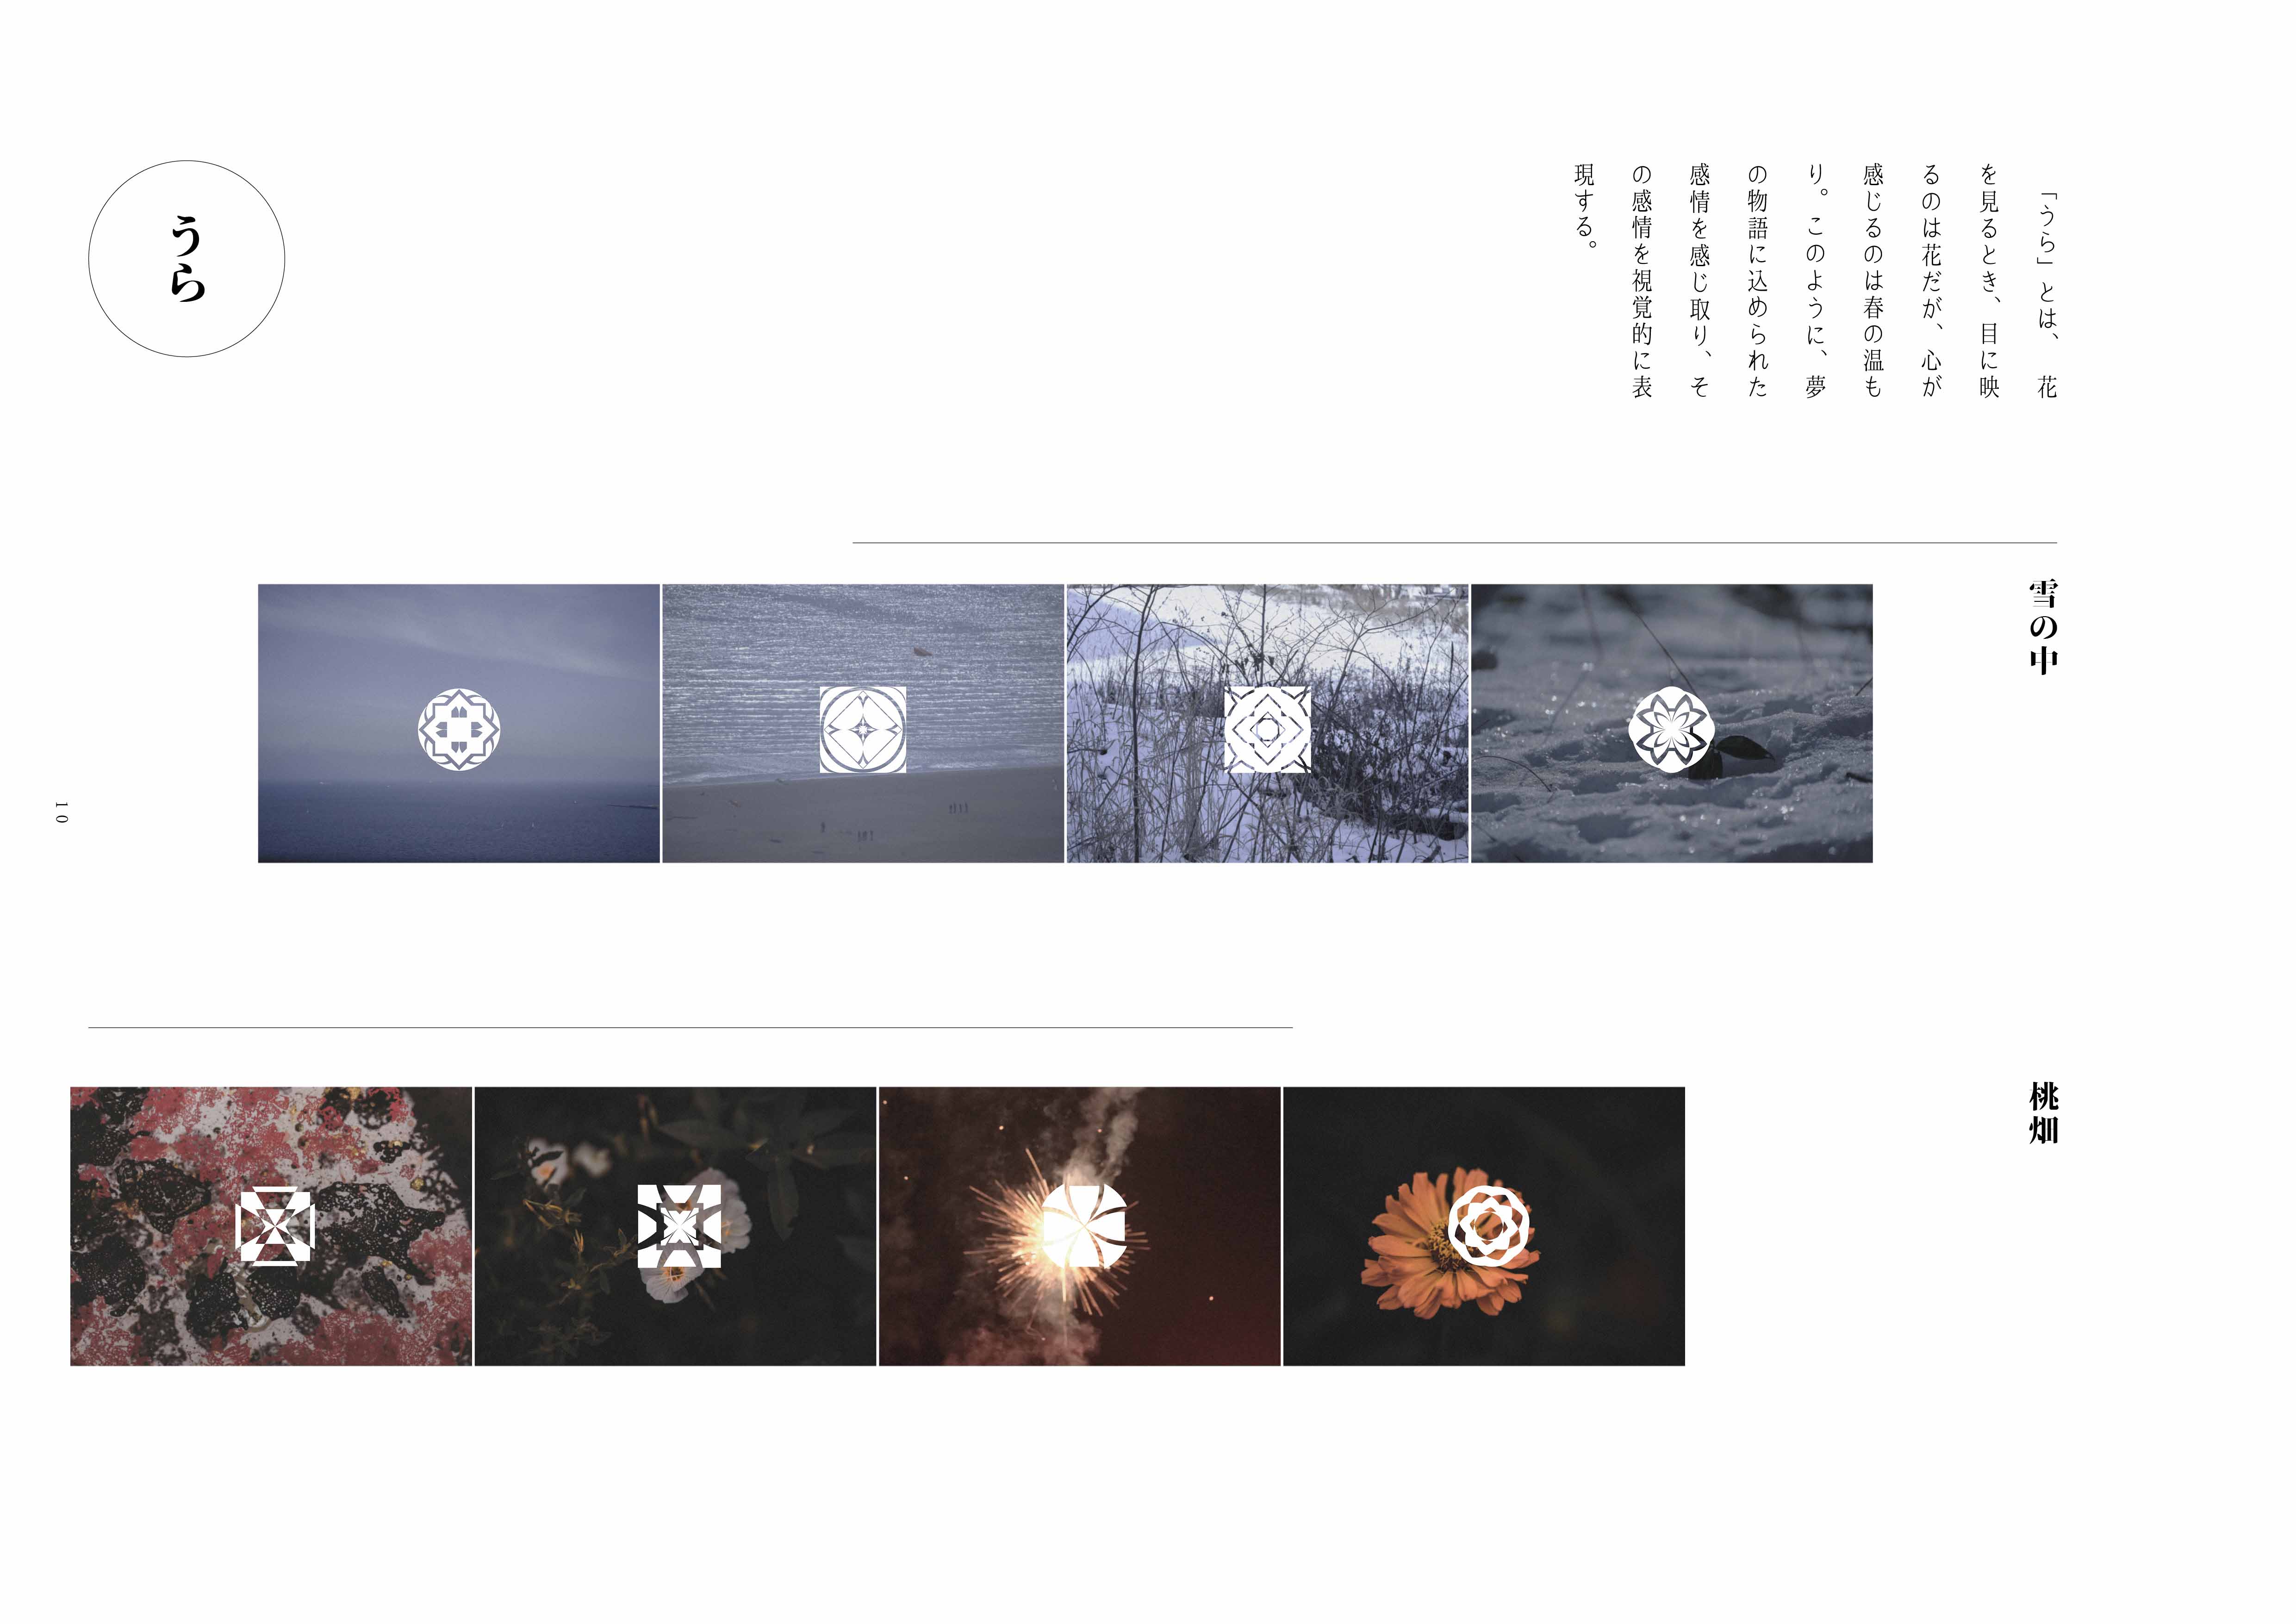 「うら」とは、花
を見るとき、目に映
るのは花だが、心が
感じるのは春の温も
り。このように、夢
の物語に込められた
感情を感じ取り、そ
の感情を視覚的に表
現する。
うら
雪の中
桃畑
10